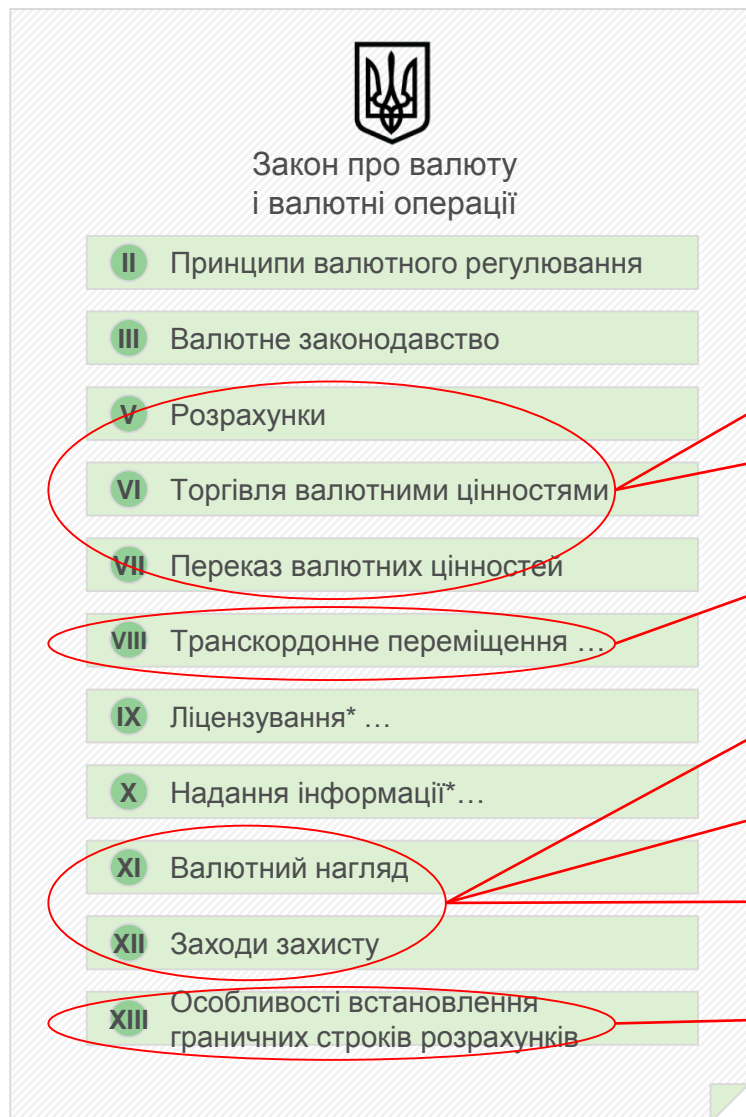 Закон про валюту
і валютні операції
II Принципи валютного регулювання
III Валютне законодавство
V Розрахунки
VI Торгівля валютними цінностями
VII Переказ валютних цінностей
VIII Транскордонне переміщення …
IX Ліцензування* …
X Надання інформації*…
XI Валютний нагляд
XII Заходи захисту
XIII Особливості встановлення
граничних строків розрахунків